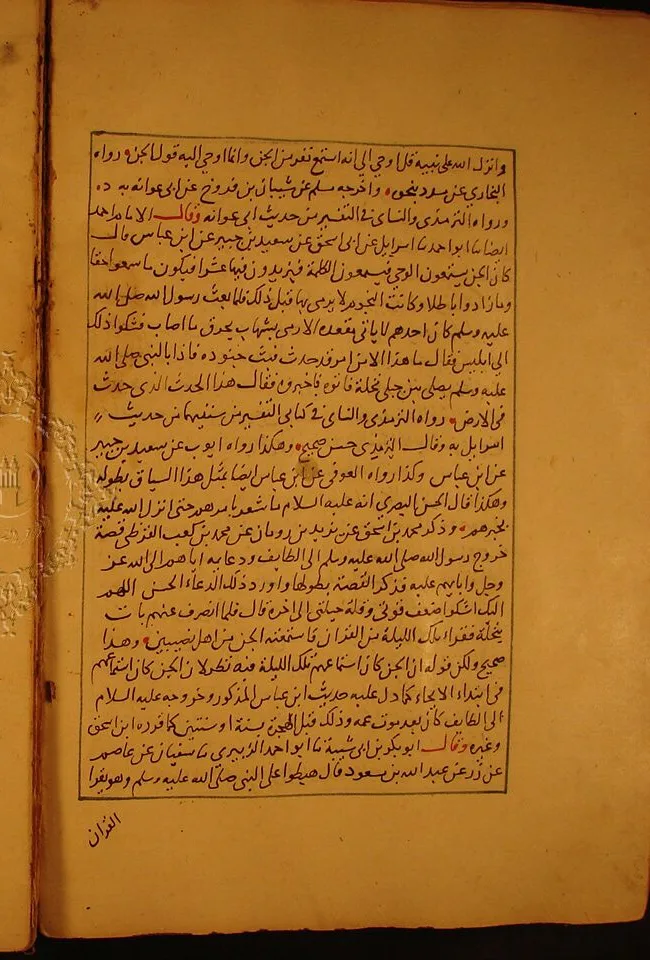 وانزل الله على نبيه قل اوحي الي انه استمع نفر من الجن وانما اوحي اليه قول الجن رواه
البخاري عن مسدد بنحوه واخرجه مسلم عن شيبان بن فروخ عن ابي عوانه به
ورواه الترمذي والنساي في التفسير من حديث ابي عوانه وقال الامام احمد
ايضا ثنا ابو احمد ثنا اسرايل عن ابي اسحق عن سعيد بن جبير عن ابن عباس قال
كان الجن يستمعون الوحي فيسمعون الكلمة فيزيدون فيها عشرا فيكون ما سمعوا حقا
وما زادوا باطلا وكانت النجوم لا يرمى بها قبل ذلك فلما بعث رسول الله صلى الله
عليه وسلم كان احدهم لا ياتي مقعده الا رمي بشهاب يحرق ما اصاب فشكوا ذلك
الى ابليس فقال ما هذا الا من امر قد حدث فبث جنوده فاذا بالنبي صلى الله
عليه وسلم يصلي بين جبلي نخلة فاتوه فاخبروه فقال هذا الحدث الذي حدث
في الارض رواه الترمذي والنساي في كتابي التفسير من سننيهما من حديث
اسرايل به وقال الترمذي حسن صحيح وهكذا رواه ايوب عن سعيد بن جبير
عن ابن عباس وكذا رواه العوفي عن ابن عباس ايضا بمثل هذا السياق بطوله
وهكذا قال الحسن البصري انه عليه السلام ما شعر بامرهم حتى انزل الله عليه
بخبرهم وذكر محمد بن اسحق عن يزيد بن رومان عن محمد بن كعب القرظي قصة
خروج رسول الله صلى الله عليه وسلم الى الطايف ودعايه اياهم الى الله عز
وجل وابايهم عليه فذكر القصة بطولها واورد ذلك الدعاء الحسن اللهم
اليك اشكوا ضعف قوتي وقلة حيلتي الى اخره قال فلما انصرف عنهم بات
بنخلة فقراء تلك الليلة من القران فاستمعته الجن من اهل نصيبين وهذا
صحيح ولكن قوله ان الجن كان استماعهم تلك الليلة فيه نظر لان الجن كان استماعهم
في ابتداء الايحاء كما دل عليه حديث ابن عباس المذكور وخروجه عليه السلام
الى الطايف كان بعد موت عمه وذلك قبل الهجرة بسنة او سنتين كما قرره ابن اسحق
وغيره وقال ابو بكر بن ابي شيبة ثنا ابو احمد الزبيري ثنا سفيان عن عاصم
عن زر عن عبد الله بن مسعود قال هبطوا على النبي صلى الله عليه وسلم وهو يقرا
القران